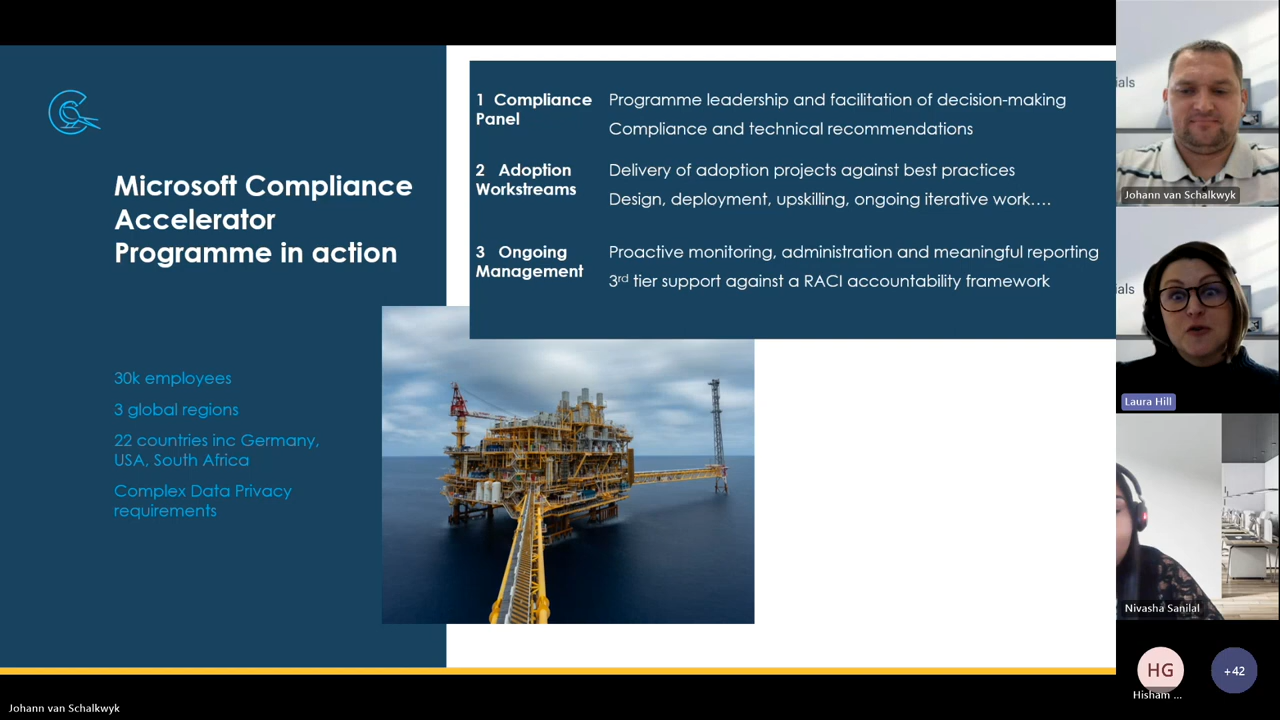 Microsoft Compliance
Accelerator
Programme in action
30k employees
3 global regions
22 countries inc Germany,
USA, South Africa
Complex Data Privacy
requirements
1 Compliance
Panel
Programme leadership and facilitation of decision-making
Compliance and technical recommendations
2 Adoption
Workstreams
Delivery of adoption projects against best practices
Design, deployment, upskilling, ongoing iterative work....
3 Ongoing
Management
Proactive monitoring, administration and meaningful reporting
3rd tier support against a RACI accountability framework
ials
Johann van Schalkwyk
ials
Laura Hill
Nivasha Sanilal
HG
Hisham ...
+42
Johann van Schalkwyk